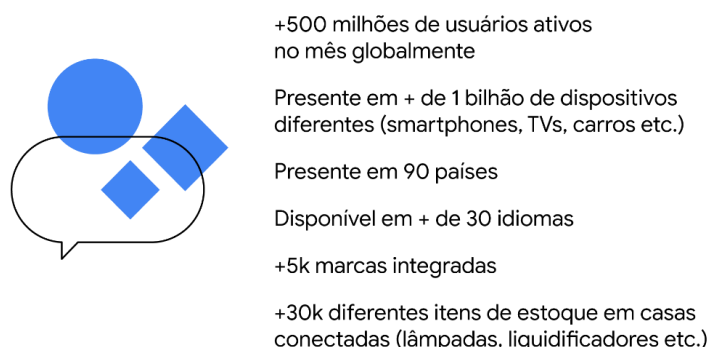 +500 milhões de usuários ativos
no mês globalmente
Presente em + de 1 bilhão de dispositivos
diferentes (smartphones, TVs, carros etc.)
Presente em 90 países
Disponível em + de 30 idiomas
+5k marcas integradas
+30k diferentes itens de estoque em casas
conectadas (lâmpadas, liquidificadores etc.)